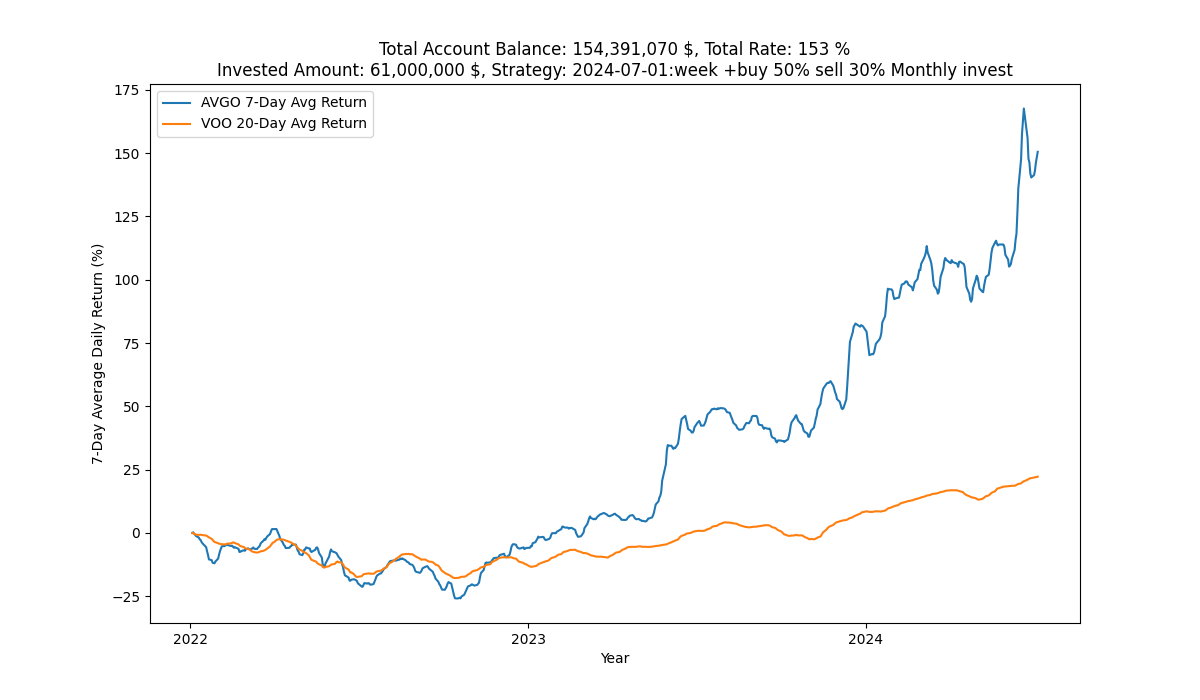 Total Account Balance: 154,391,070 $, Total Rate: 153 %
Invested Amount: 61,000,000 $, Strategy: 2024-07-01:week +buy 50% sell 30% Monthly invest
AVGO 7-Day Avg Return
VOO 20-Day Avg Return
7-Day Average Daily Return (%)
175
150
125
100
75
50
25
0
−25
2022
2023
2024
Year